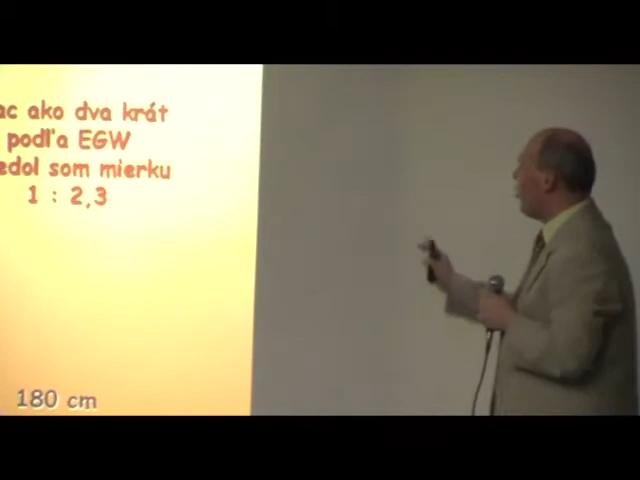 ac ako dva krát
podľa EGW
edol som mierku
1 : 2,3
180 cm